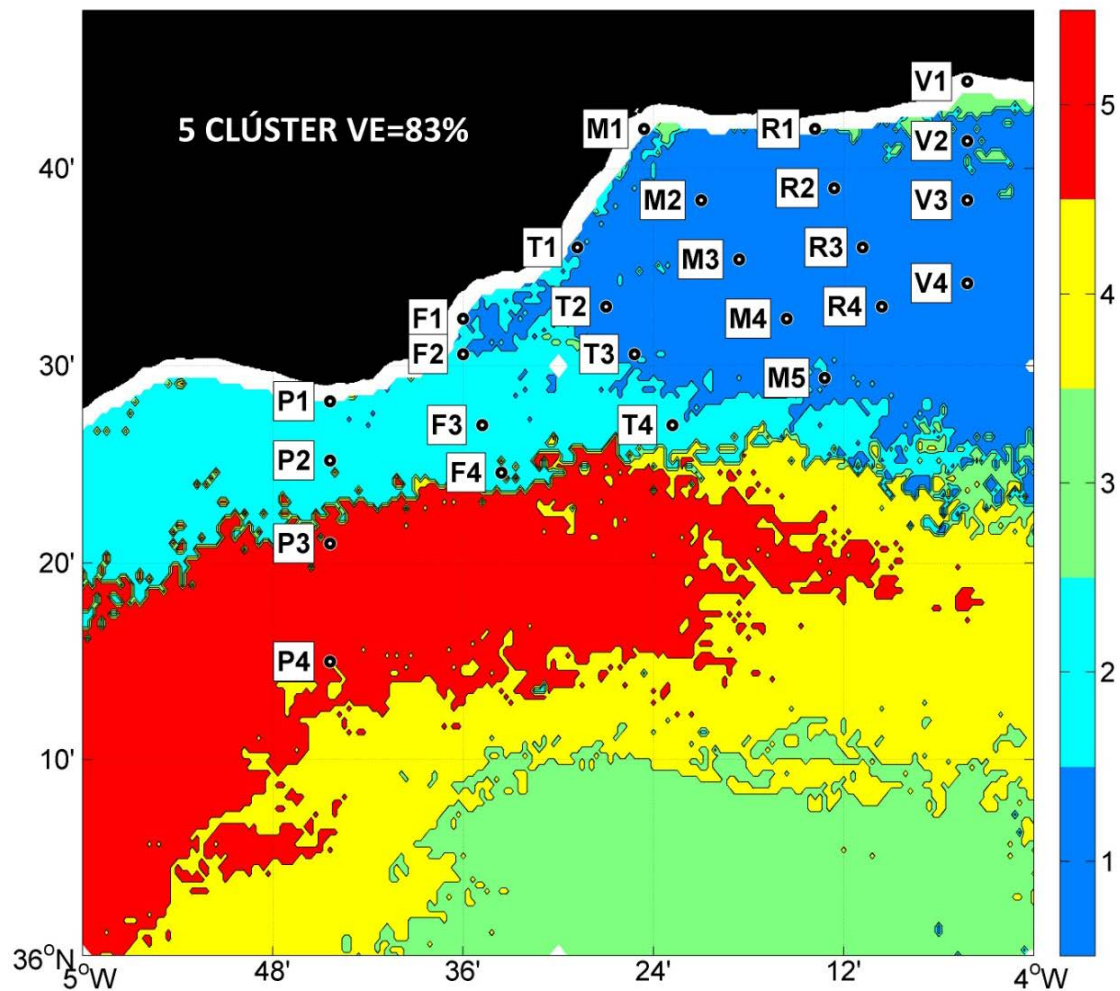 5 CLÚSTER VE=83%
V1
M1
R1
V2
R2
M2
V3
T1
R3
M3
V4
T2
R4
F1
M4
F2
T3
M5
P1
F3
T4
P2
F4
P3
P4
40'
30'
20'
10'
36°N
5°W
48'
36'
24'
12'
4°W
5
4
3
2
1